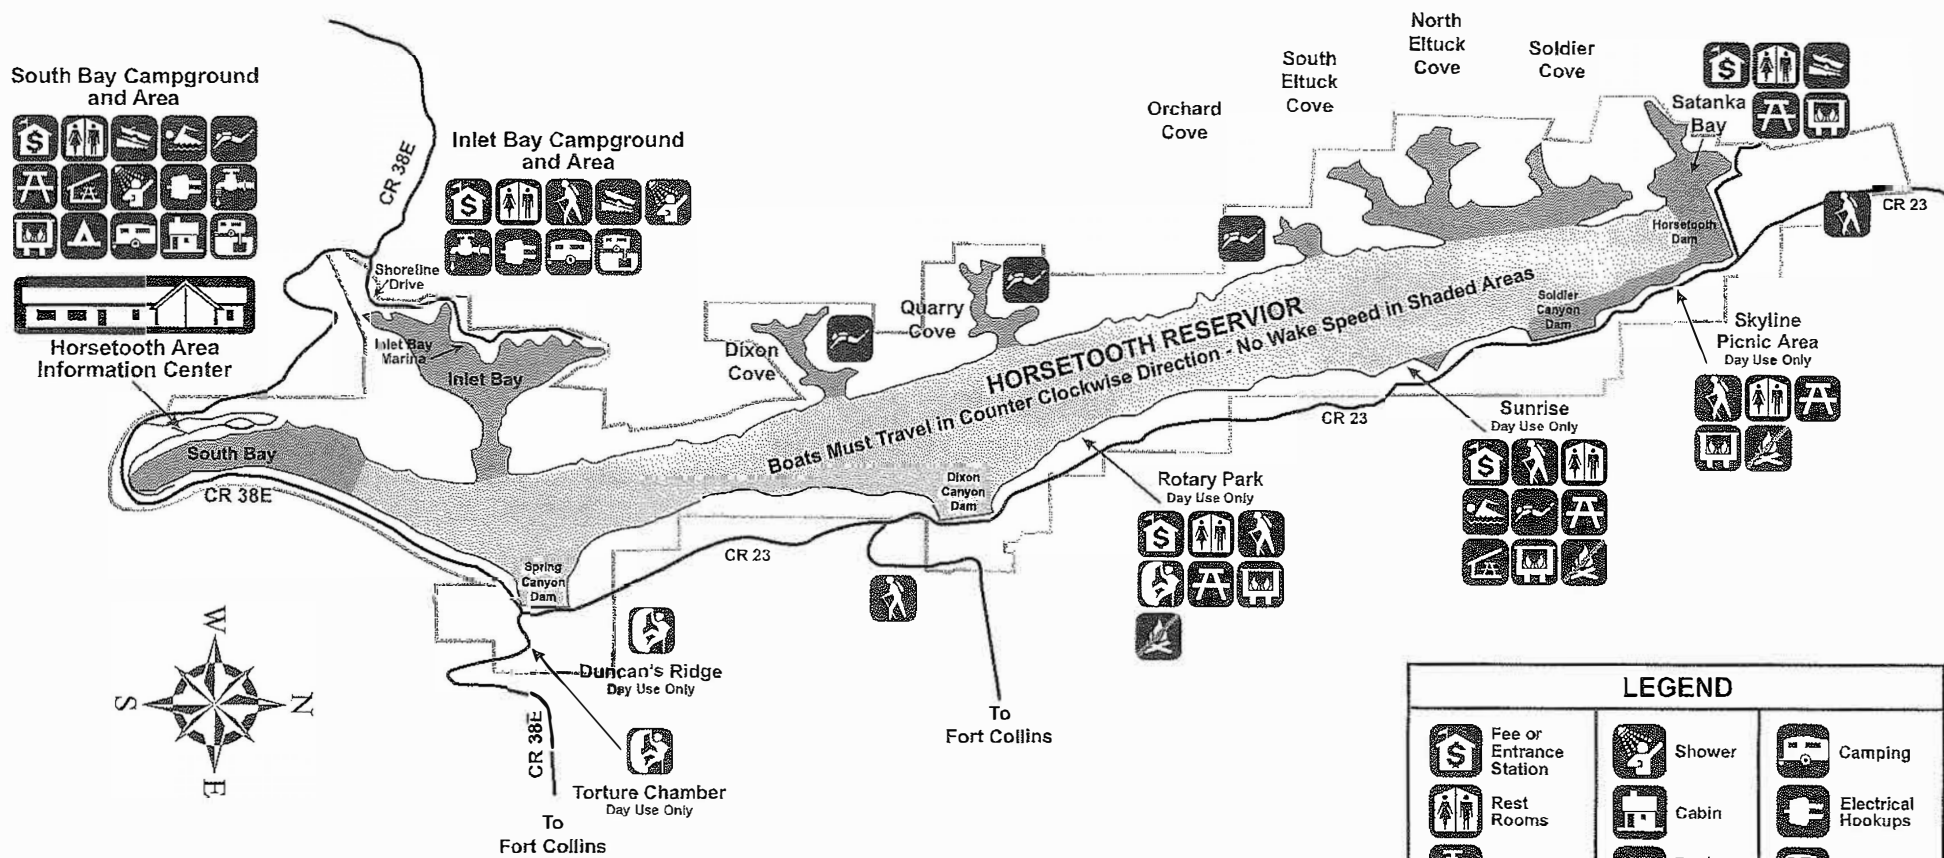 South Bay Campground
and Area
Horsetooth Area
Information Center
CR 38E
Inlet Bay Campground
and Area
Shoreline
Drive
Inlet Bay
Marina
Inlet Bay
South Bay
CR 38E
Dixon
Cove
Quarry
Cove
Orchard
Cove
South
Eltuck
Cove
North
Eltuck
Cove
Soldier
Cove
Satanka
Bay
Horsetooth
Dam
CR 23
HORSETOOTH RESERVIOR
Boats Must Travel in Counter Clockwise Direction - No Wake Speed in Shaded Areas
Soldier
Canyon
Dam
Skyline
Picnic Area
Day Use Only
Sunrise
Day Use Only
CR 23
Rotary Park
Day Use Only
Dixon
Canyon
Dam
CR 23
Spring
Canyon
Dam
Duncan's Ridge
Day Use Only
Torture Chamber
Day Use Only
CR 38E
To
Fort Collins
To
Fort Collins
W
S
N
E
LEGEND
Fee or
Entrance
Station
Shower
Camping
Rest
Rooms
Cabin
Electrical
Hookups